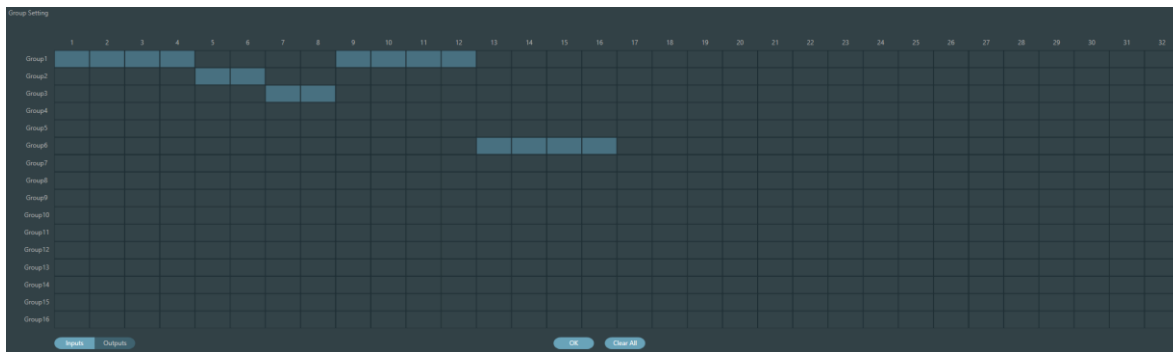 Group Setting
1 2 3 4 5 6 7 8 9 10 11 12 13 14 15 16 17 18 19 20 21 22 23 24 25 26 27 28 29 30 31 32
Group1
Group2
Group3
Group4
Group5
Group6
Group7
Group8
Group9
Group10
Group11
Group12
Group13
Group14
Group15
Group16
Inputs Outputs OK Clear All